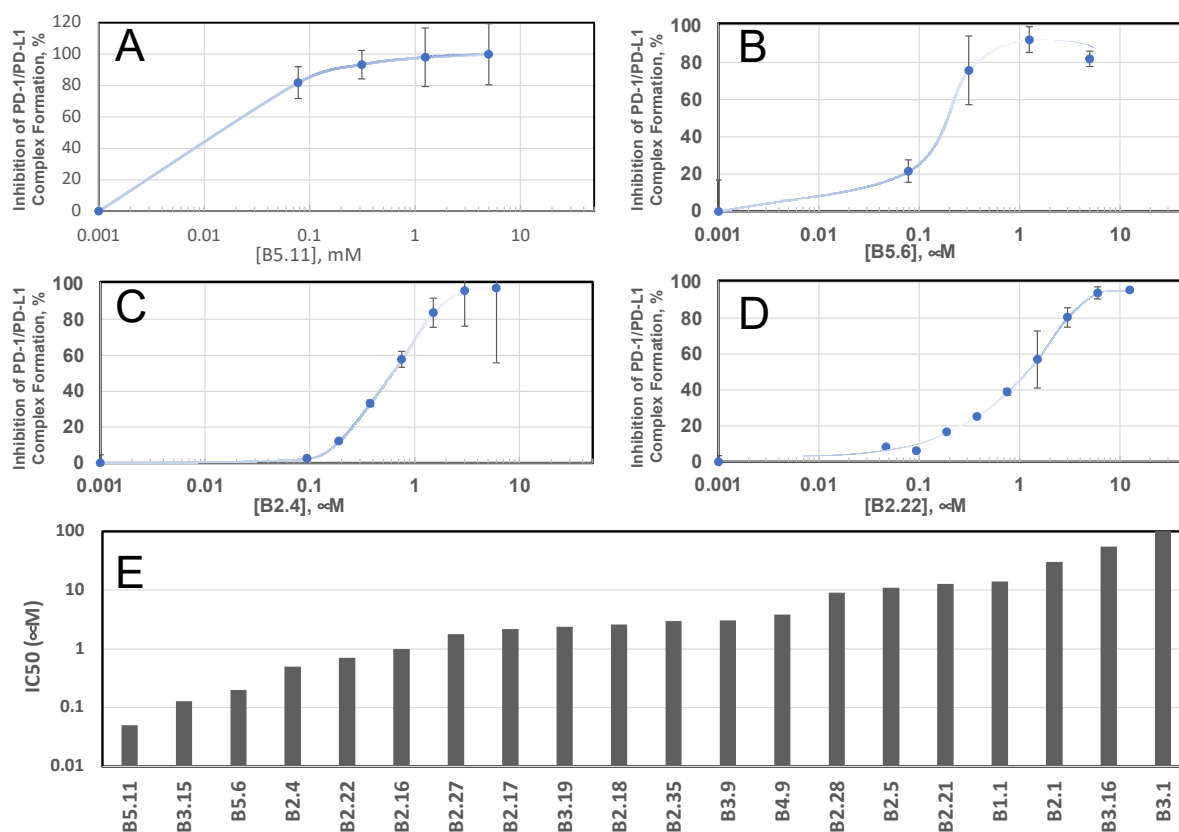 A
Inhibition of PD-1/PD-L1
Complex Formation, %
120
100
80
60
40
20
0
0.001 0.01 0.1 1 10
[B5.11], mM
B
Inhibition of PD-1/PD-L1
Complex Formation, %
100
80
60
40
20
0
0.001 0.01 0.1 1 10
[B5.6], ∝M
C
Inhibition of PD-1/PD-L1
Complex Formation, %
100
80
60
40
20
0
0.001 0.01 0.1 1 10
[B2.4], ∝M
D
Inhibition of PD-1/PD-L1
Complex Formation, %
100
80
60
40
20
0
0.001 0.01 0.1 1 10
[B2.22], ∝M
E
IC50 (∝M)
100
10
1
0.1
0.01
B5.11
B3.15
B5.6
B2.4
B2.22
B2.16
B2.27
B2.17
B3.19
B2.18
B2.35
B3.9
B4.9
B2.28
B2.5
B2.21
B1.1
B2.1
B3.16
B3.1